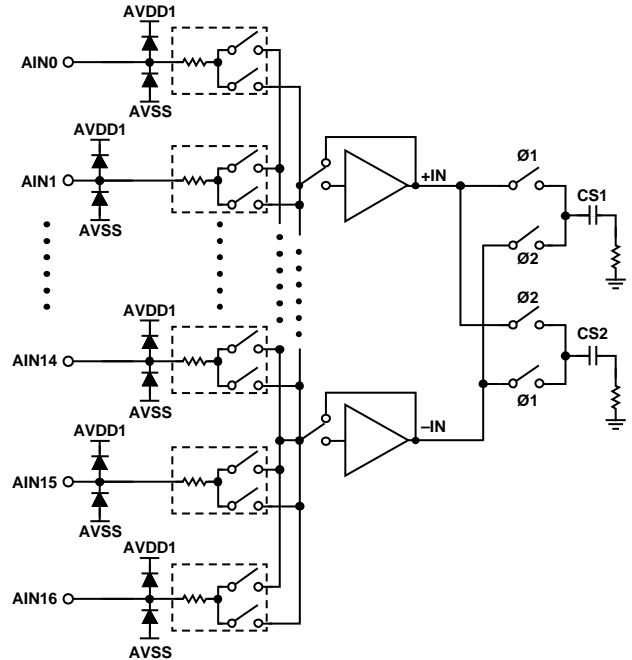 AVDD1
AIN0
AVSS
AVDD1
AIN1
AVSS
+IN
Ø1
CS1
Ø2
AVDD1
AIN14
AVSS
Ø2
CS2
Ø1
–IN
AVDD1
AIN15
AVSS
AVDD1
AIN16
AVSS